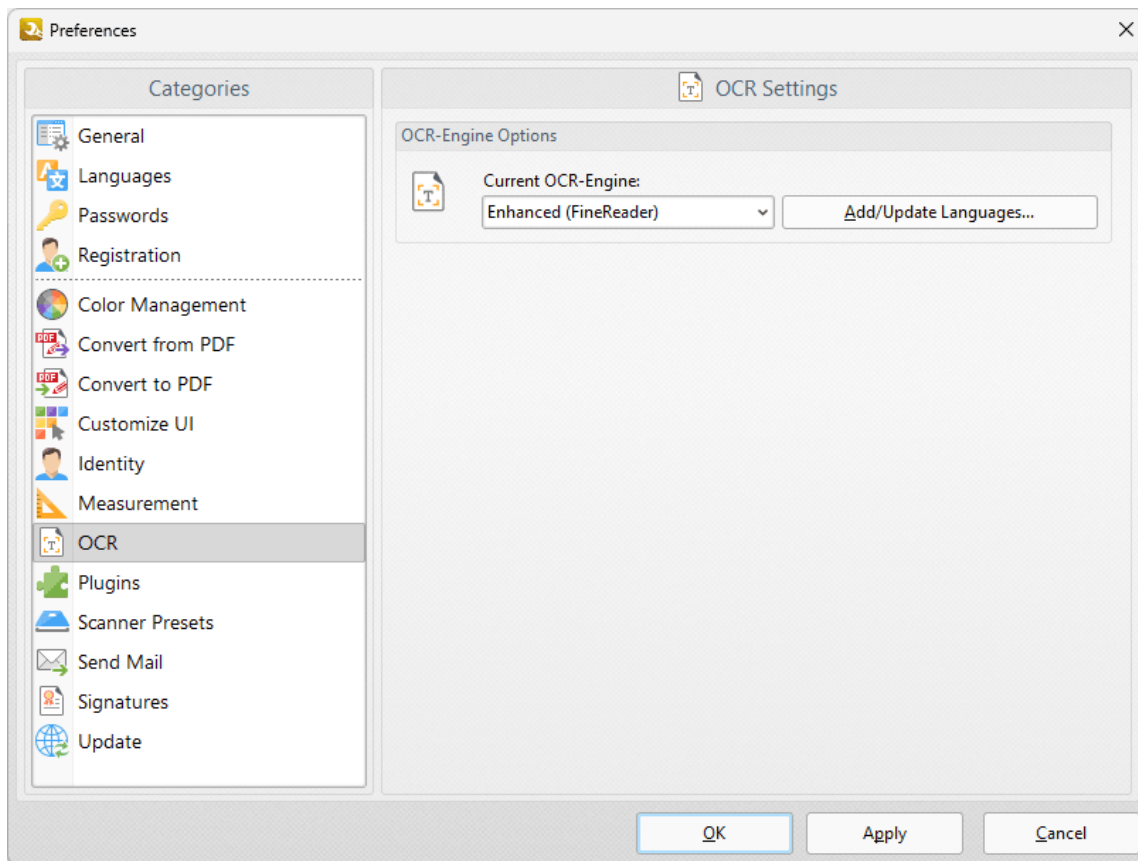 Preferences
Categories
General
Languages
Passwords
Registration
Color Management
Convert from PDF
Convert to PDF
Customize UI
Identity
Measurement
OCR
Plugins
Scanner Presets
Send Mail
Signatures
Update
OCR Settings
OCR-Engine Options
Current OCR-Engine:
Enhanced (FineReader)
Add/Update Languages...
OK
Apply
Cancel